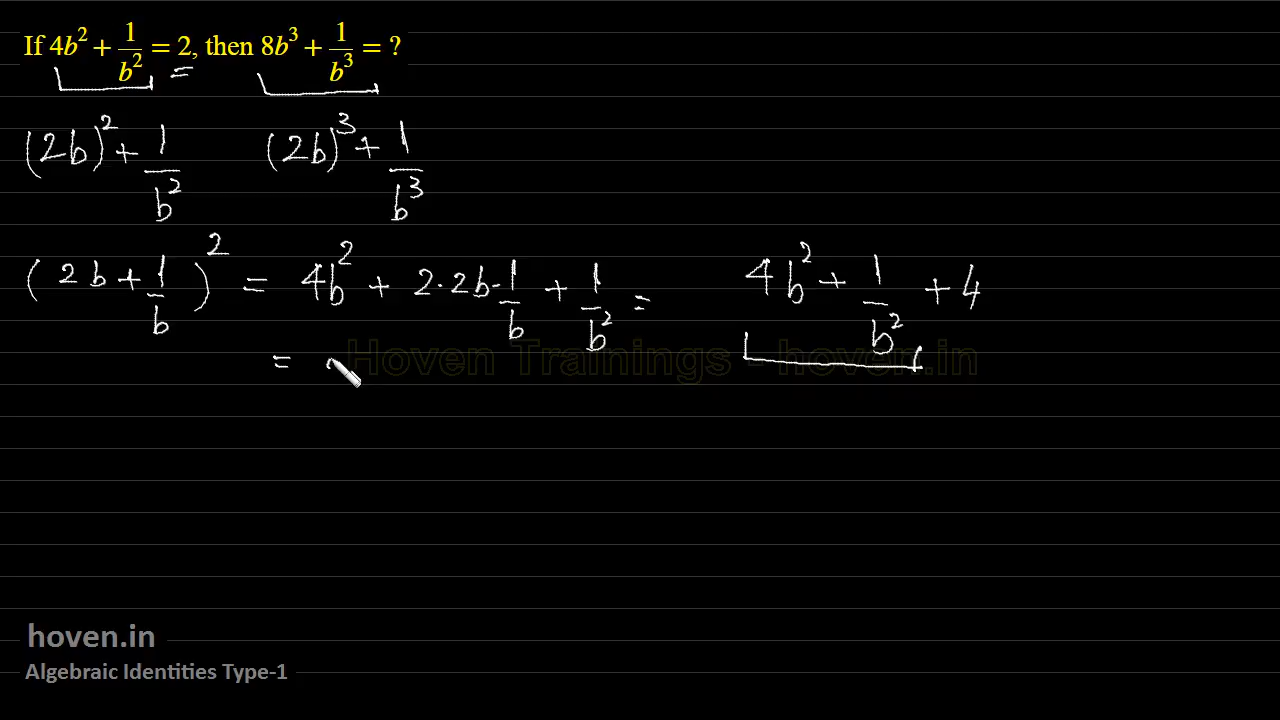 If 4b² + 1/b² = 2, then 8b³ + 1/b³ = ?
=
(2b)² + 1/b² (2b)³ + 1/b³
(2b + 1/b)² = 4b² + 2·2b·1/b + 1/b² = 4b² + 1/b² + 4
=
Hoven Trainings - hoven.in
hoven.in
Algebraic Identities Type-1